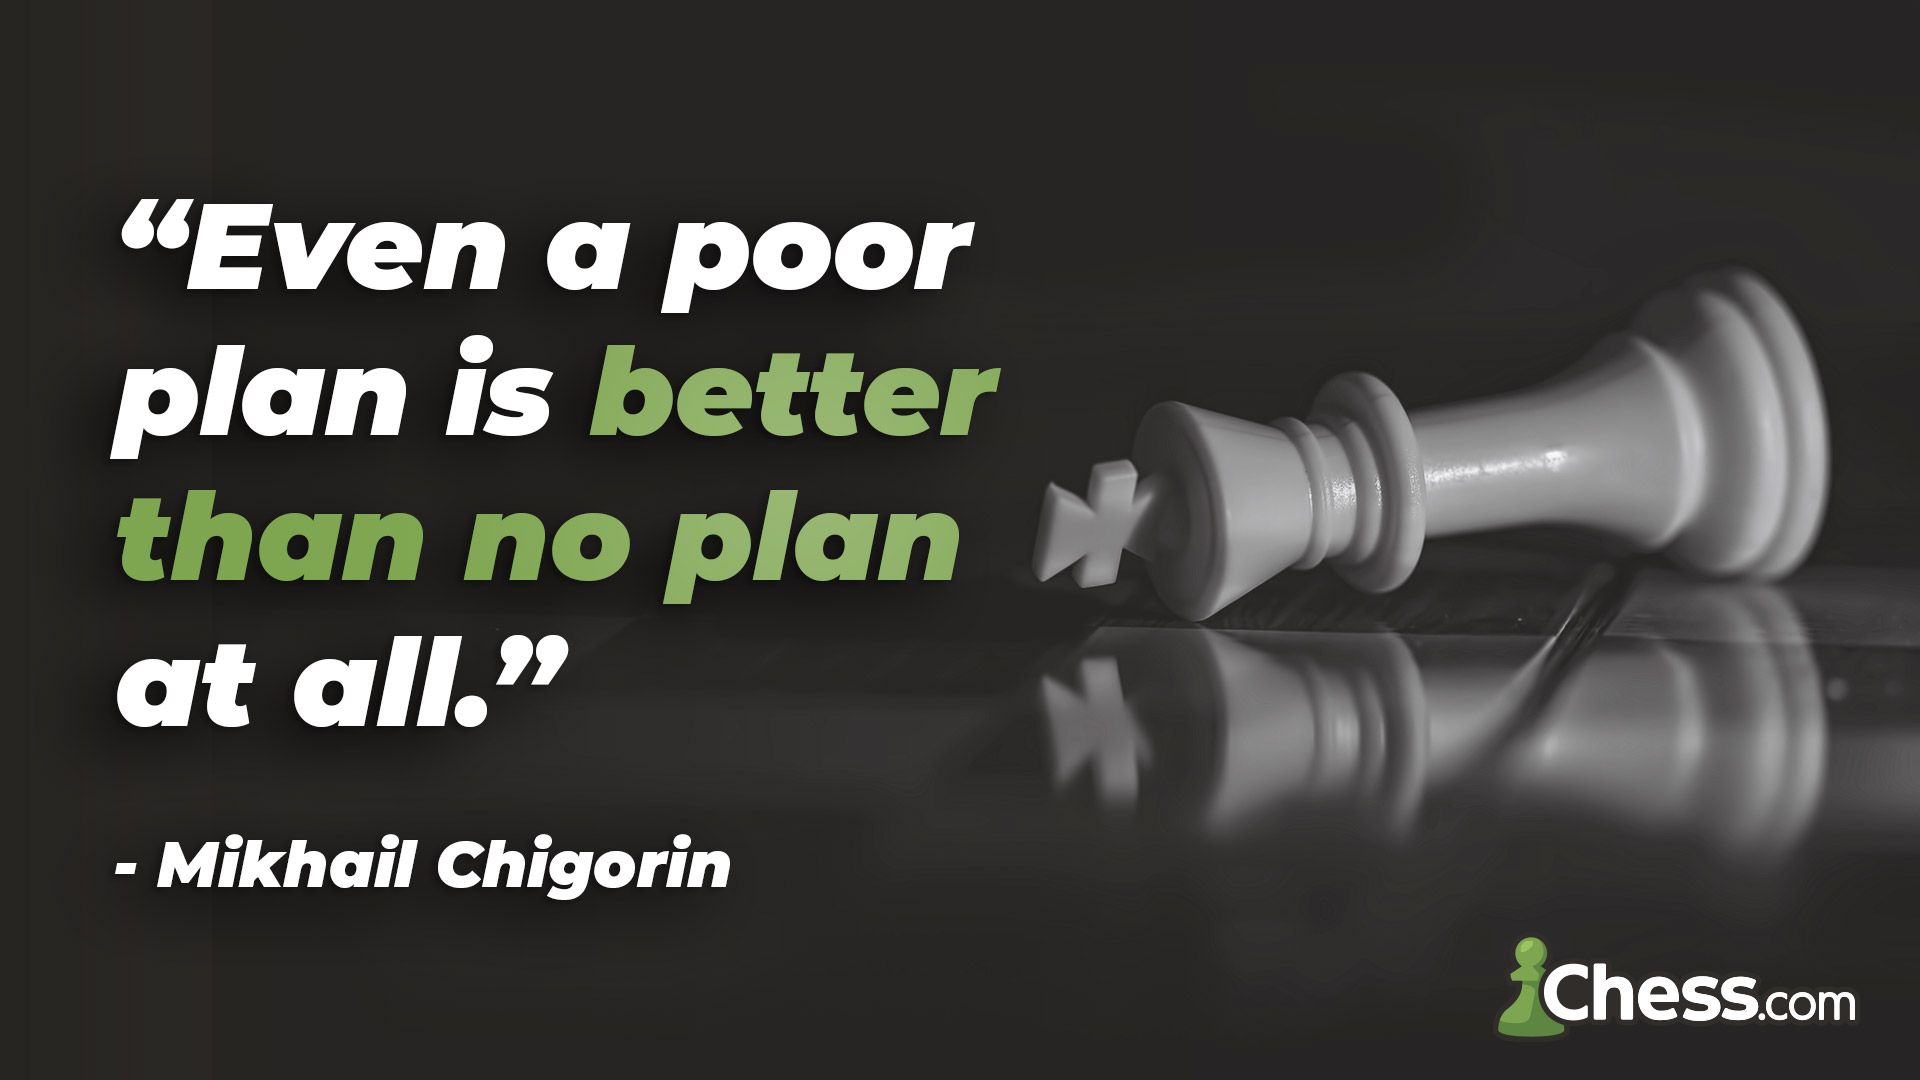 “Even a poor
plan is better
than no plan
at all.”
- Mikhail Chigorin
Chess.com